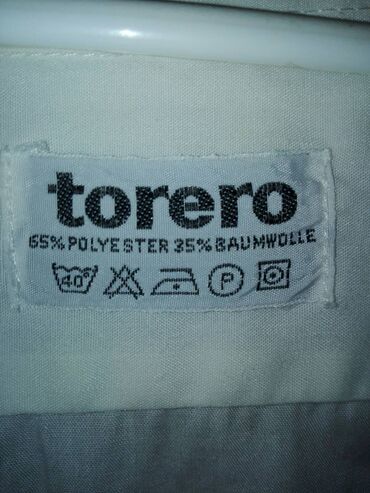 torero
65% POLYESTER 35% BAUMWOLLE
40° P